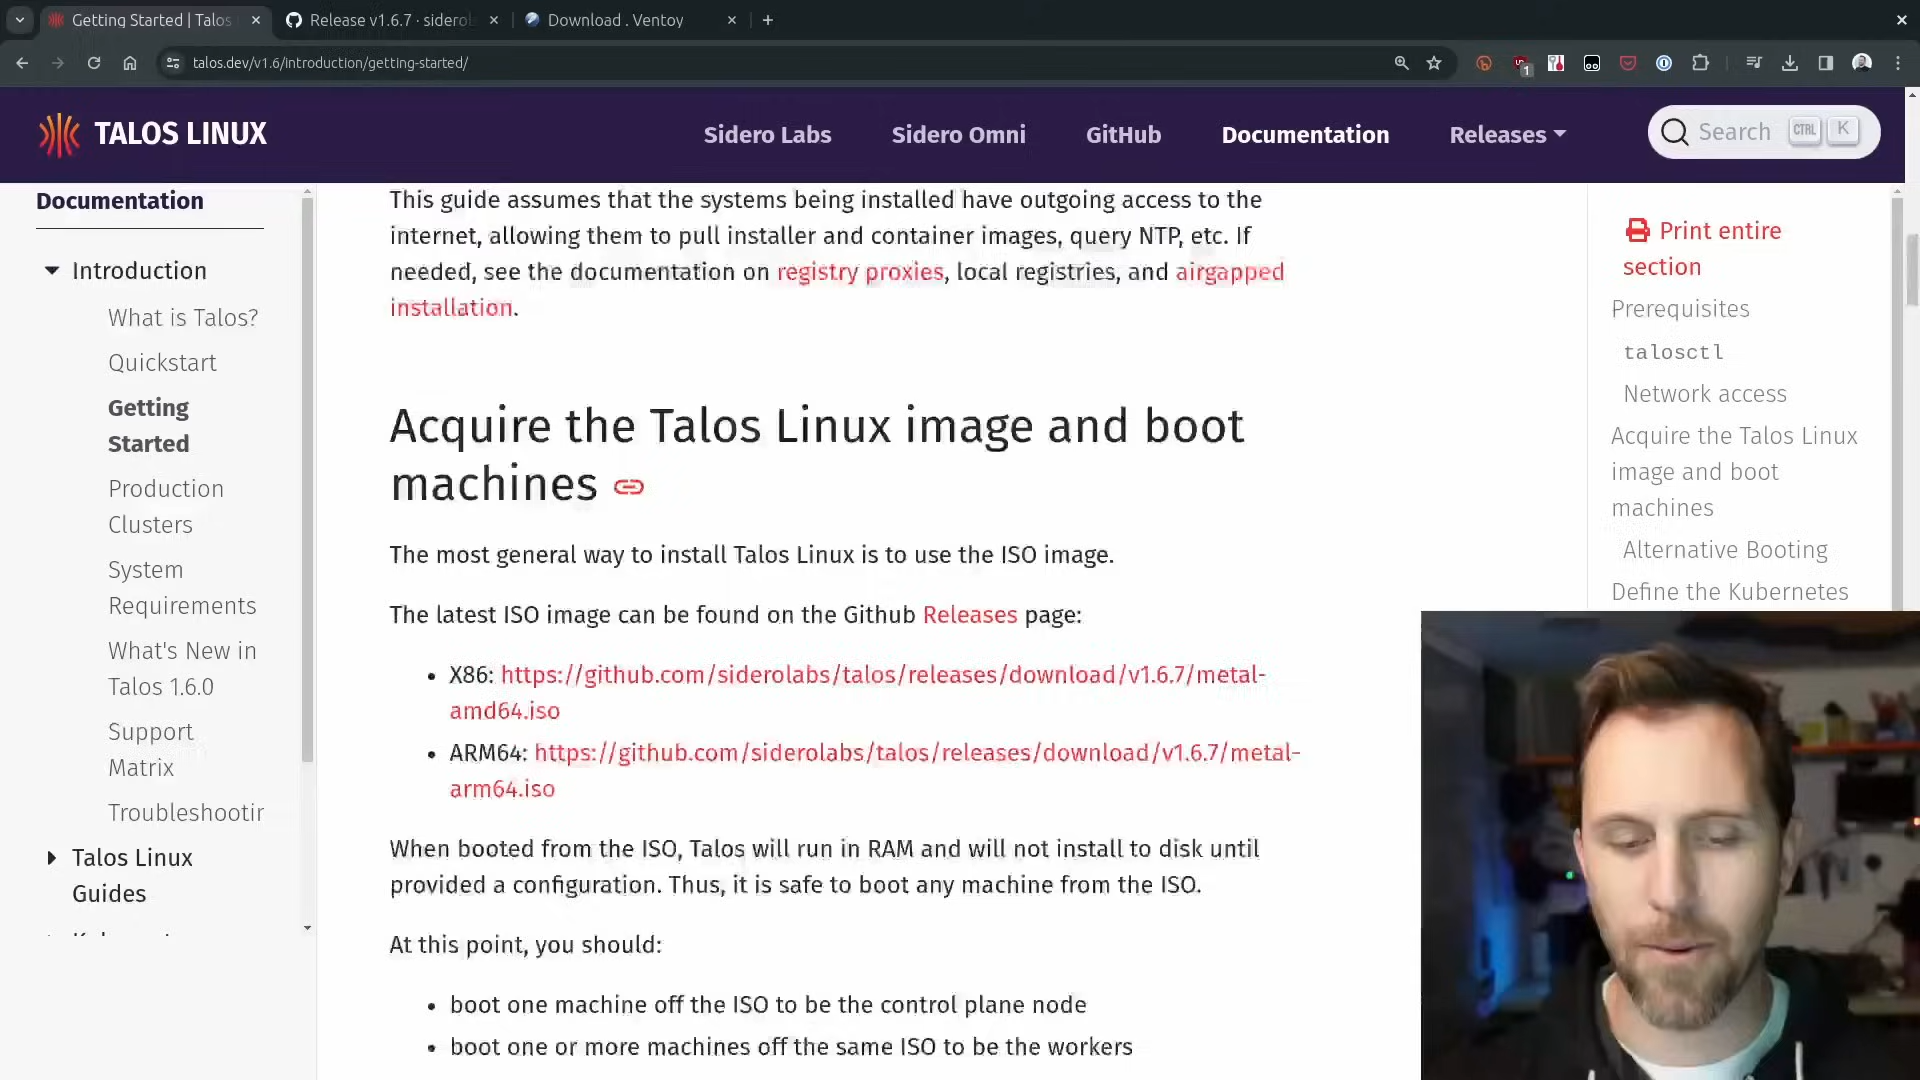 Getting Started | Talos
Release v1.6.7 · siderol
Download . Ventoy
talos.dev/v1.6/introduction/getting-started/
1
TALOS LINUX
Sidero Labs
Sidero Omni
GitHub
Documentation
Releases
Search CTRL K
Documentation
Introduction
What is Talos?
Quickstart
Getting
Started
Production
Clusters
System
Requirements
What's New in
Talos 1.6.0
Support
Matrix
Troubleshootin
Talos Linux
Guides
This guide assumes that the systems being installed have outgoing access to the
internet, allowing them to pull installer and container images, query NTP, etc. If
needed, see the documentation on registry proxies, local registries, and airgapped
installation.
Acquire the Talos Linux image and boot
machines
The most general way to install Talos Linux is to use the ISO image.
The latest ISO image can be found on the Github Releases page:
• X86: https://github.com/siderolabs/talos/releases/download/v1.6.7/metal-
amd64.iso
• ARM64: https://github.com/siderolabs/talos/releases/download/v1.6.7/metal-
arm64.iso
When booted from the ISO, Talos will run in RAM and will not install to disk until
provided a configuration. Thus, it is safe to boot any machine from the ISO.
At this point, you should:
• boot one machine off the ISO to be the control plane node
• boot one or more machines off the same ISO to be the workers
Print entire
section
Prerequisites
talosctl
Network access
Acquire the Talos Linux
image and boot
machines
Alternative Booting
Define the Kubernetes